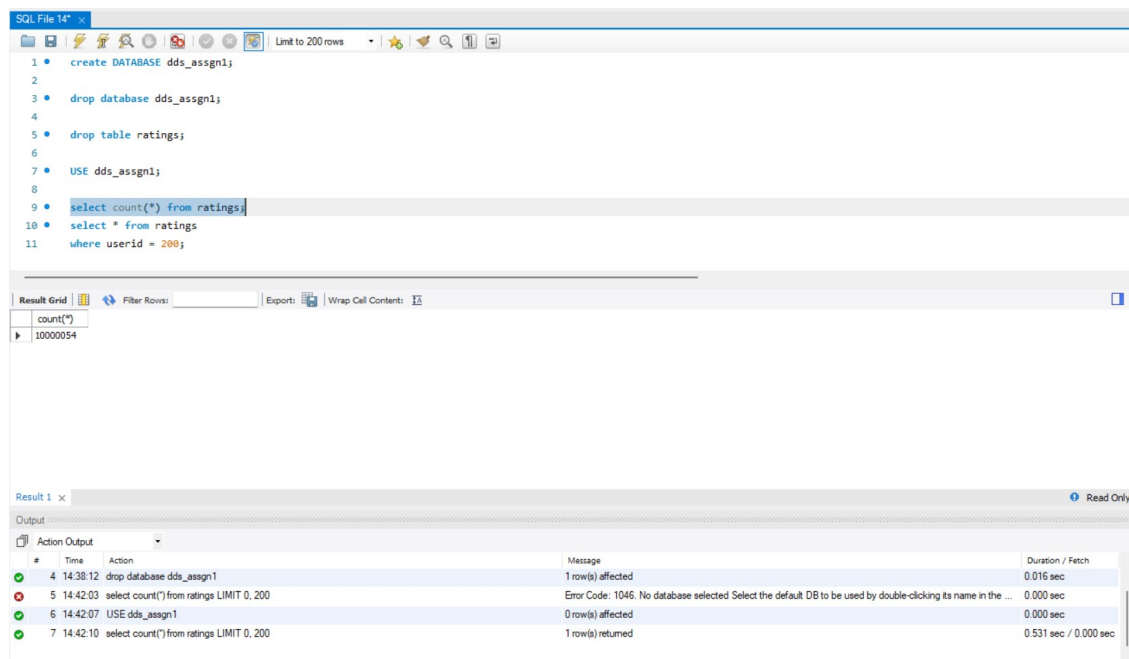 SQL File 14* ×
Limit to 200 rows
1 create DATABASE dds_assgn1;
2
3 drop database dds_assgn1;
4
5 drop table ratings;
6
7 USE dds_assgn1;
8
9 select count(*) from ratings;
10 select * from ratings
11 where userid = 200;
Result Grid Filter Rows: Export: Wrap Cell Content: IA
count(*)
10000054
Result 1 × Read Only
Output
Action Output
# Time Action Message Duration / Fetch
4 14:38:12 drop database dds_assgn1 1 row(s) affected 0.016 sec
5 14:42:03 select count(*) from ratings LIMIT 0, 200 Error Code: 1046. No database selected Select the default DB to be used by double-clicking its name in the ... 0.000 sec
6 14:42:07 USE dds_assgn1 0 row(s) affected 0.000 sec
7 14:42:10 select count(*) from ratings LIMIT 0, 200 1 row(s) returned 0.531 sec / 0.000 sec